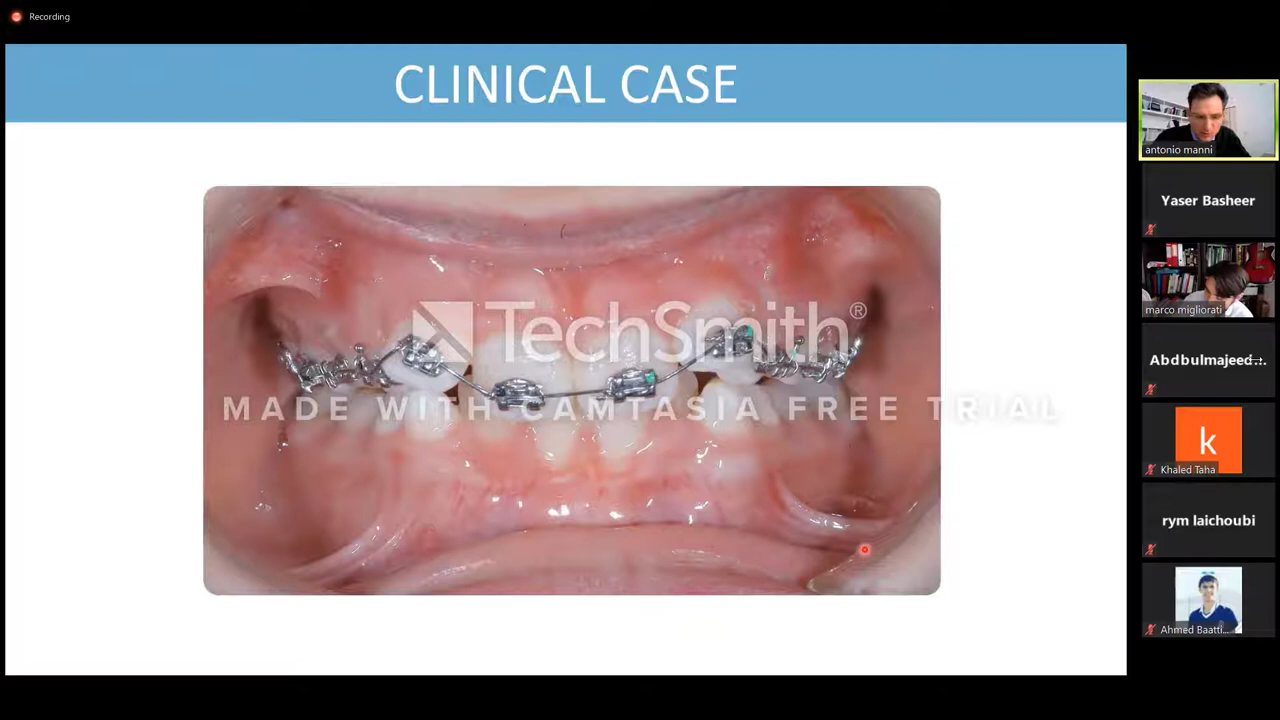 Recording
CLINICAL CASE
TechSmith®
MADE WITH CAMTASIA FREE TRIAL
antonio manni
Yaser Basheer
marco migliorati
Abdbulmajeed...
k
Khaled Taha
rym laichoubi
Ahmed Baatti...